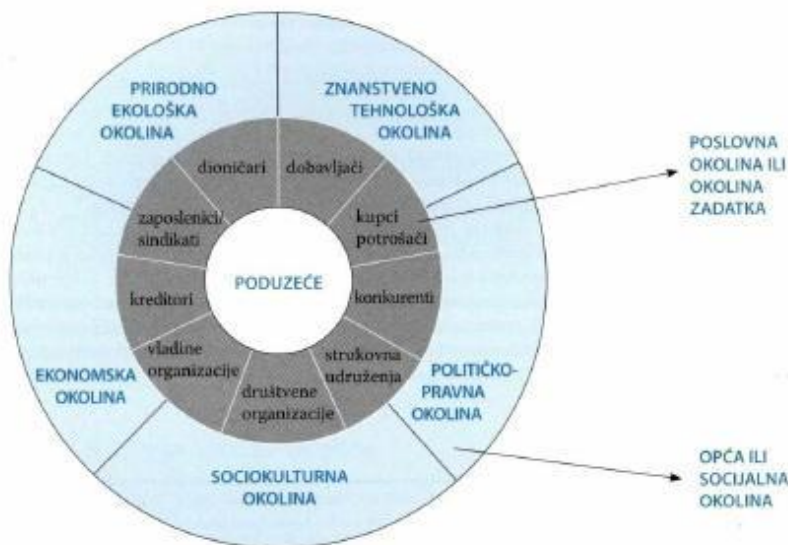 PRIRODNO
EKOLOŠKA
OKOLINA
ZNANSTVENO
TEHNOLOŠKA
OKOLINA
dioničari
dobavljači
POSLOVNA
OKOLINA ILI
OKOLINA
ZADATKA
zaposlenici/
sindikati
kupci
potrošači
PODUZEĆE
kreditori
konkurenti
vladine
organizacije
strukovna
udruženja
društvene
organizacije
EKONOMSKA
OKOLINA
POLITIČKO-
PRAVNA
OKOLINA
SOCIOKULTURNA
OKOLINA
OPĆA ILI
SOCIJALNA
OKOLINA